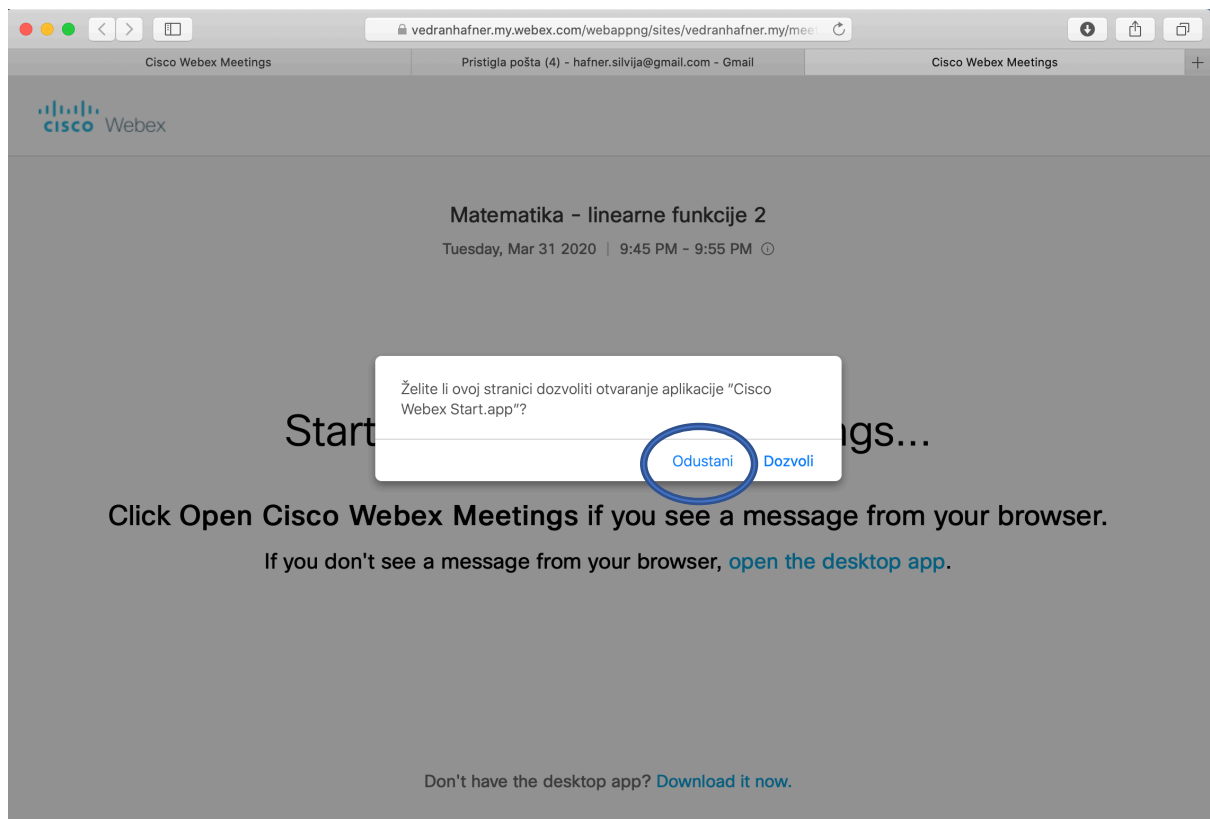 vedranhafner.my.webex.com/webappng/sites/vedranhafner.my/mee
Cisco Webex Meetings
Pristigla pošta (4) - hafner.silvija@gmail.com - Gmail
Cisco Webex Meetings
cisco Webex
Matematika - linearne funkcije 2
Tuesday, Mar 31 2020 | 9:45 PM - 9:55 PM
Želite li ovoj stranici dozvoliti otvaranje aplikacije "Cisco
Webex Start.app"?
Start ngs...
Odustani Dozvoli
Click Open Cisco Webex Meetings if you see a message from your browser.
If you don't see a message from your browser, open the desktop app.
Don't have the desktop app? Download it now.